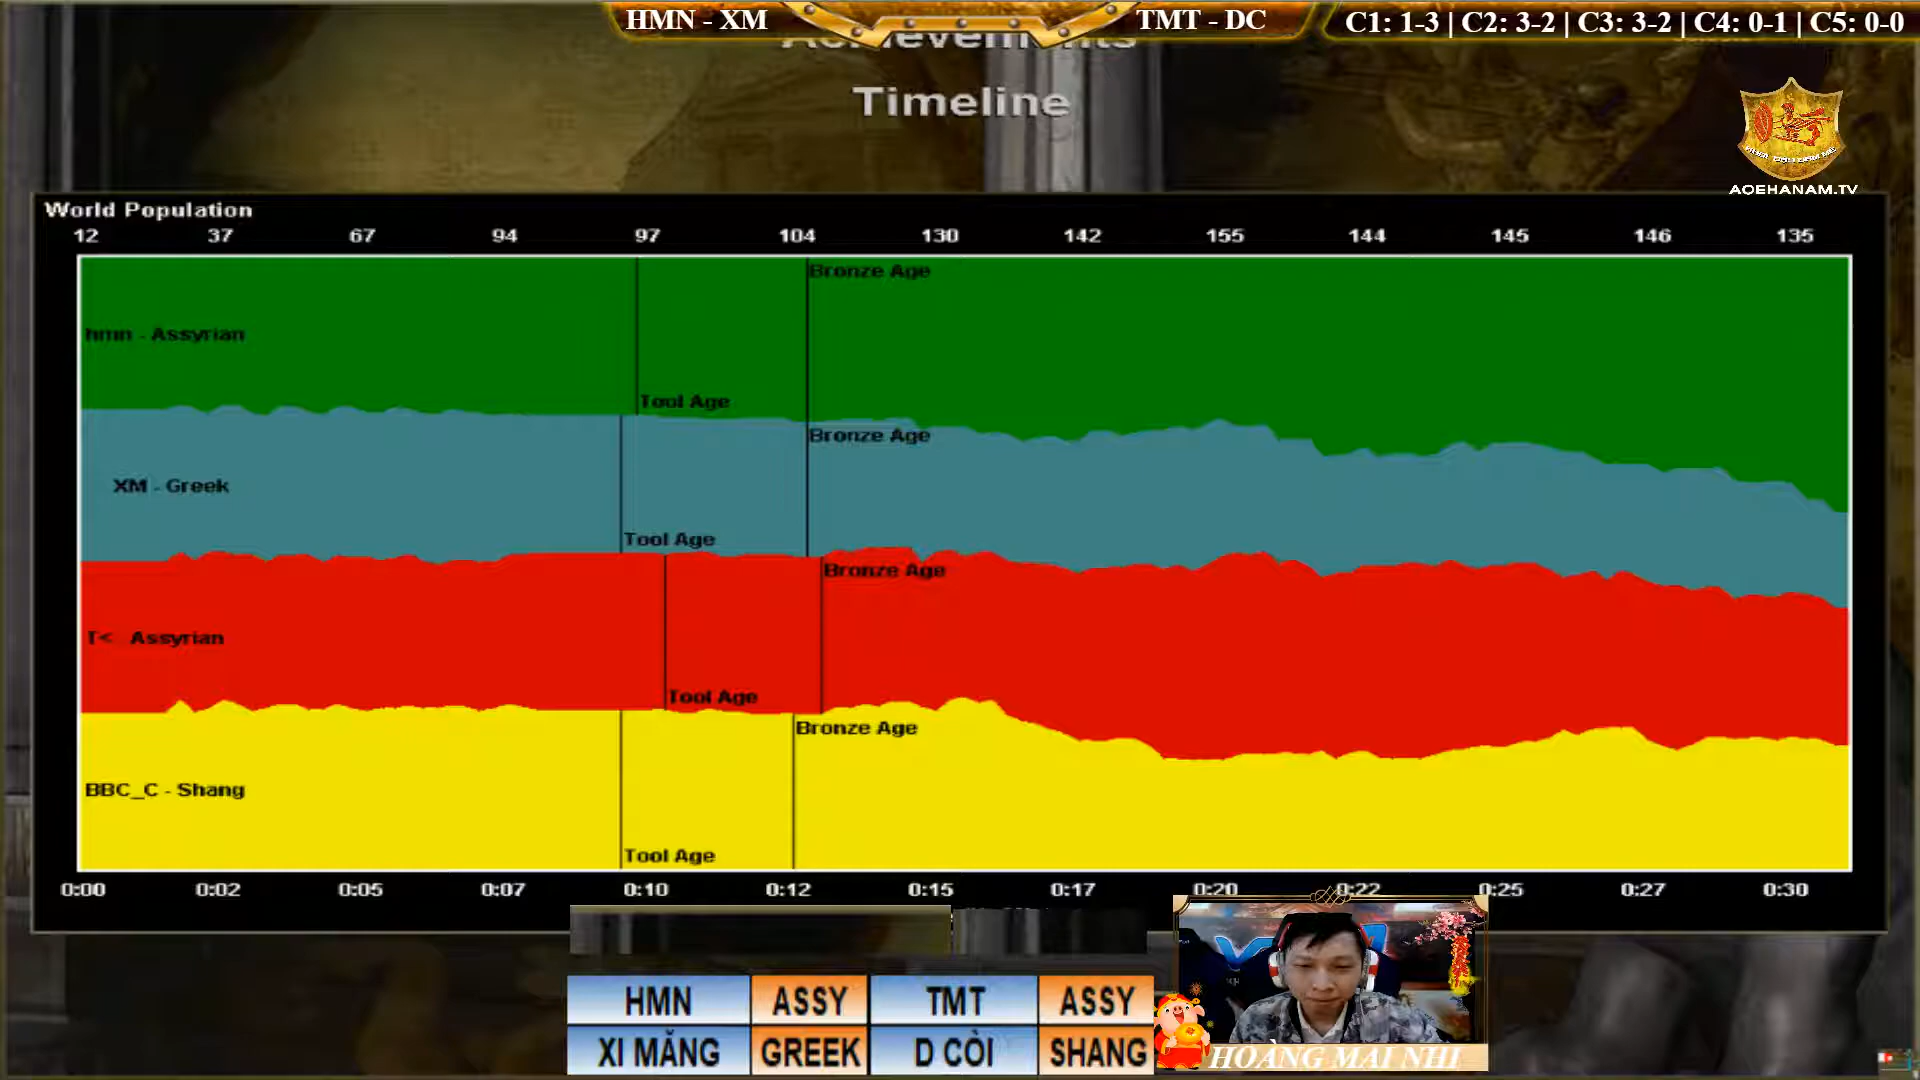 HMN - XM
TMT - DC
C1: 1-3 | C2: 3-2 | C3: 3-2 | C4: 0-1 | C5: 0-0
Achievements
Timeline
AOEHANAM.TV
World Population
12 37 67 94 97 104 130 142 155 144 145 146 135
Bronze Age
hmn - Assyrian
Tool Age
Bronze Age
XM - Greek
Tool Age
Bronze Age
T< Assyrian
Tool Age
Bronze Age
BBC_C - Shang
Tool Age
0:00 0:02 0:05 0:07 0:10 0:12 0:15 0:17 0:20 0:22 0:25 0:27 0:30
HMN ASSY TMT ASSY
XI MĂNG GREEK D CÒI SHANG
HOÀNG MAI NHI